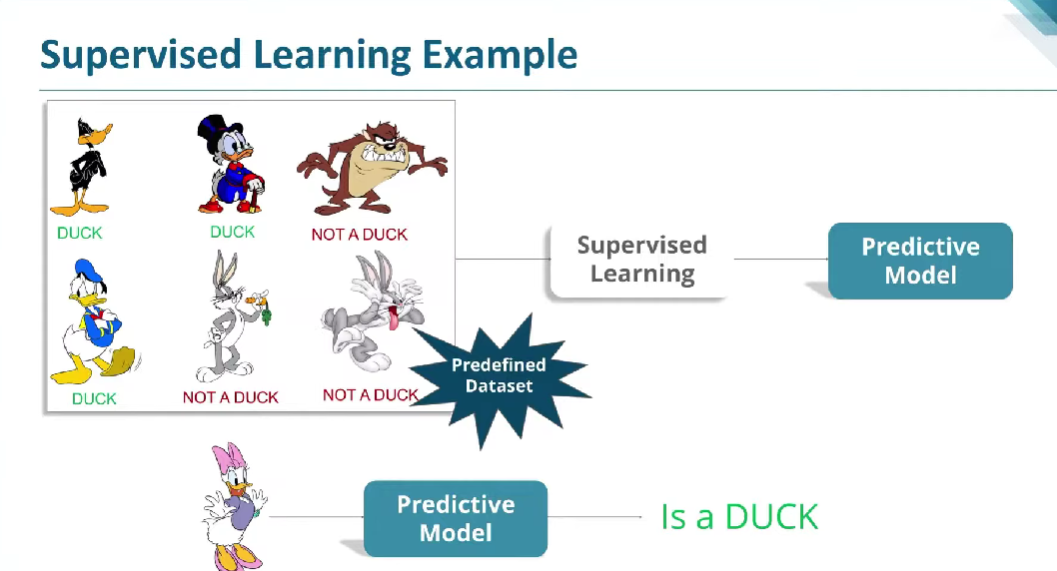 Supervised Learning Example
DUCK
DUCK
NOT A DUCK
DUCK
NOT A DUCK
NOT A DUCK
Predefined
Dataset
Supervised
Learning
Predictive
Model
Predictive
Model
Is a DUCK